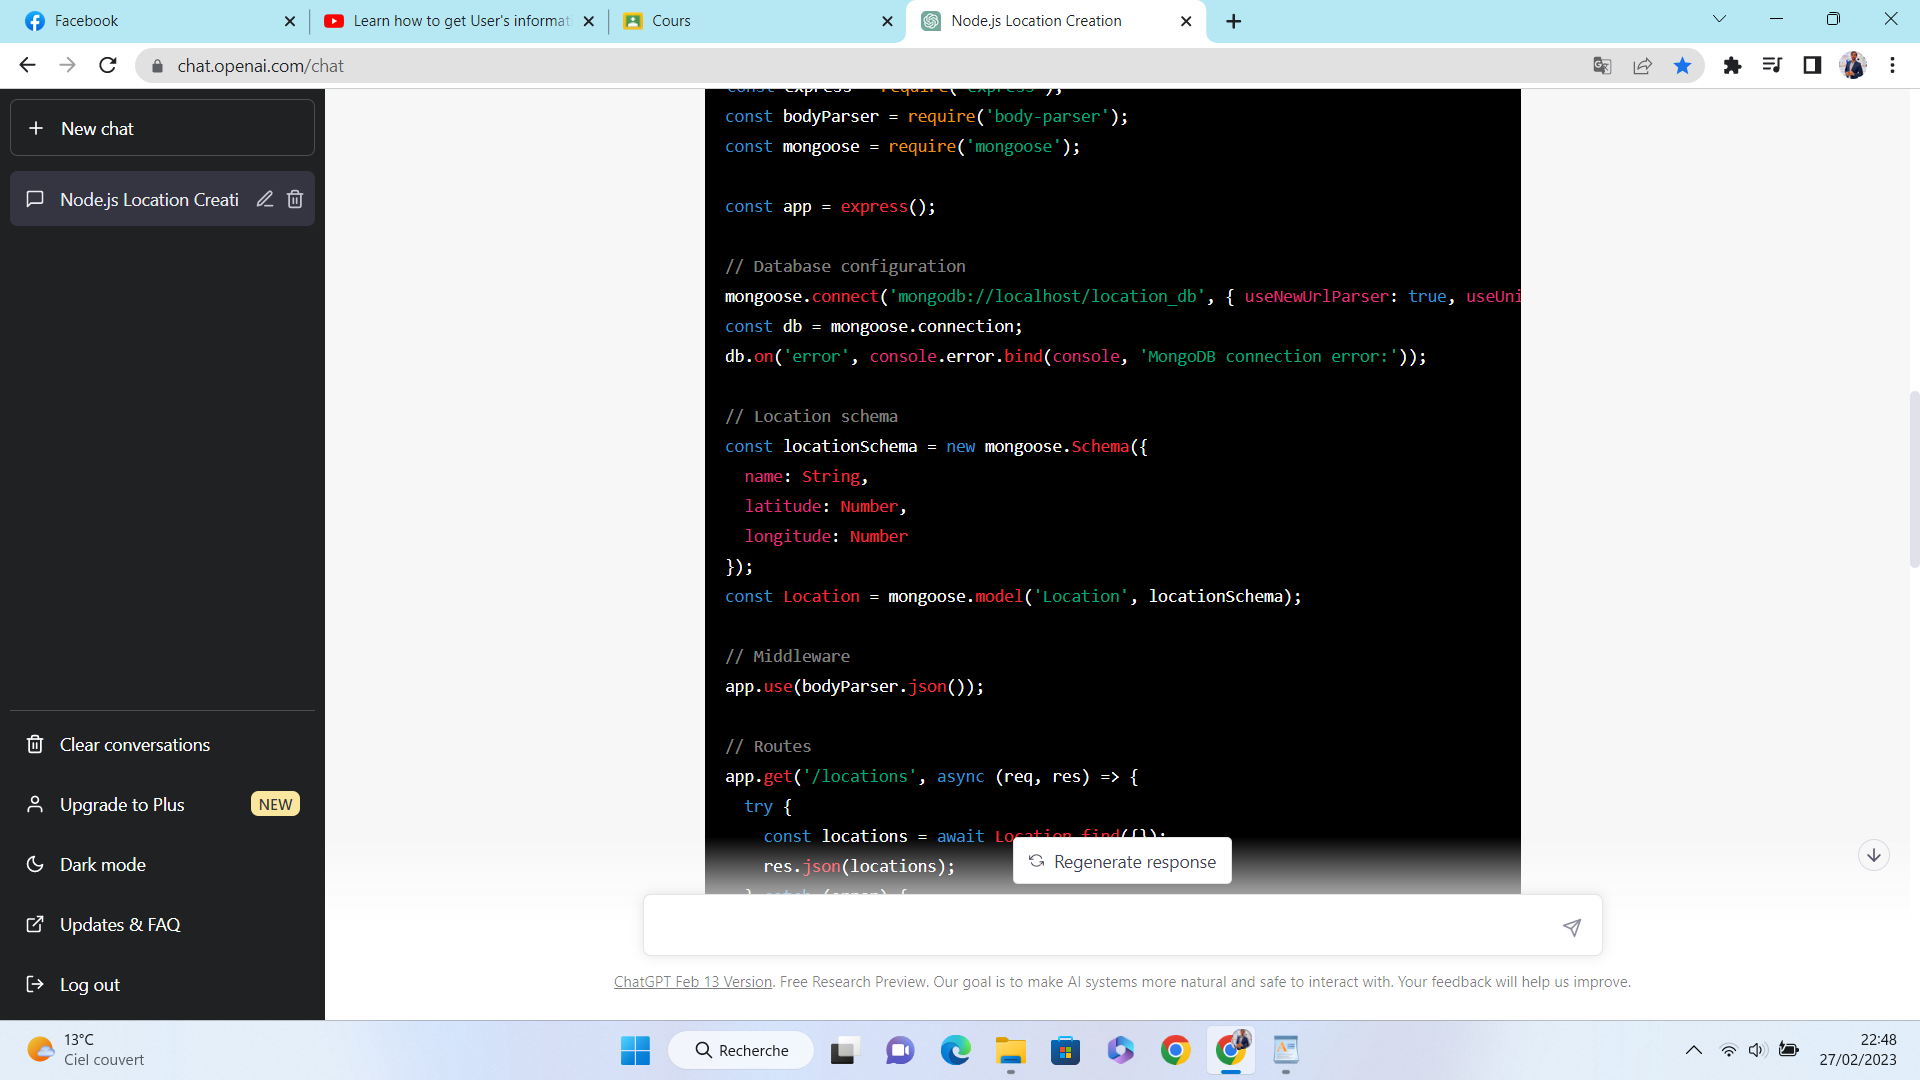 Facebook
Learn how to get User's informat
Cours
Node.js Location Creation
chat.openai.com/chat
New chat
Node.js Location Creati
Clear conversations
Upgrade to Plus
NEW
Dark mode
Updates & FAQ
Log out
const express = require('express');
const bodyParser = require('body-parser');
const mongoose = require('mongoose');
const app = express();
// Database configuration
mongoose.connect('mongodb://localhost/location_db', { useNewUrlParser: true, useUni
const db = mongoose.connection;
db.on('error', console.error.bind(console, 'MongoDB connection error:'));
// Location schema
const locationSchema = new mongoose.Schema({
name: String,
latitude: Number,
longitude: Number
});
const Location = mongoose.model('Location', locationSchema);
// Middleware
app.use(bodyParser.json());
// Routes
app.get('/locations', async (req, res) => {
try {
const locations = await Location.find({});
res.json(locations);
} catch (error) {
Regenerate response
ChatGPT Feb 13 Version. Free Research Preview. Our goal is to make AI systems more natural and safe to interact with. Your feedback will help us improve.
13°C
Ciel couvert
Recherche
22:48
27/02/2023